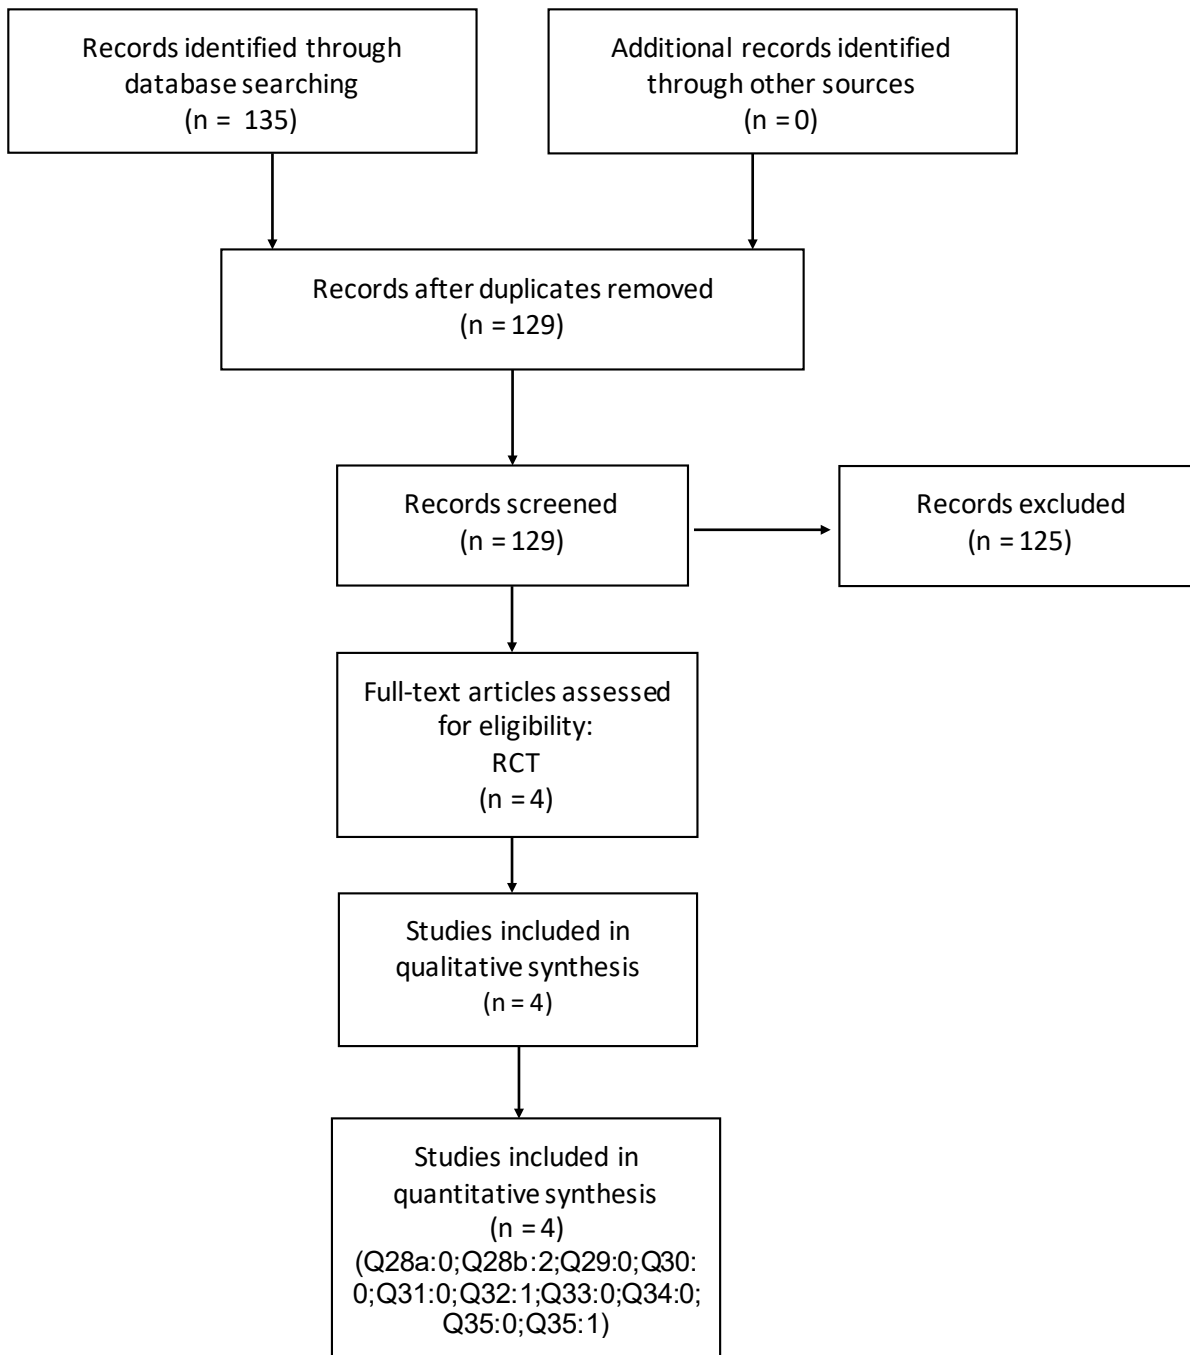 Records identified through
database searching
(n = 135)
Additional records identified
through other sources
(n = 0)
Records after duplicates removed
(n = 129)
Records screened
(n = 129)
Records excluded
(n = 125)
Full-text articles assessed
for eligibility:
RCT
(n = 4)
Studies included in
qualitative synthesis
(n = 4)
Studies included in
quantitative synthesis
(n = 4)
(Q28a:0;Q28b:2;Q29:0;Q30:
0;Q31:0;Q32:1;Q33:0;Q34:0;
Q35:0;Q35:1)